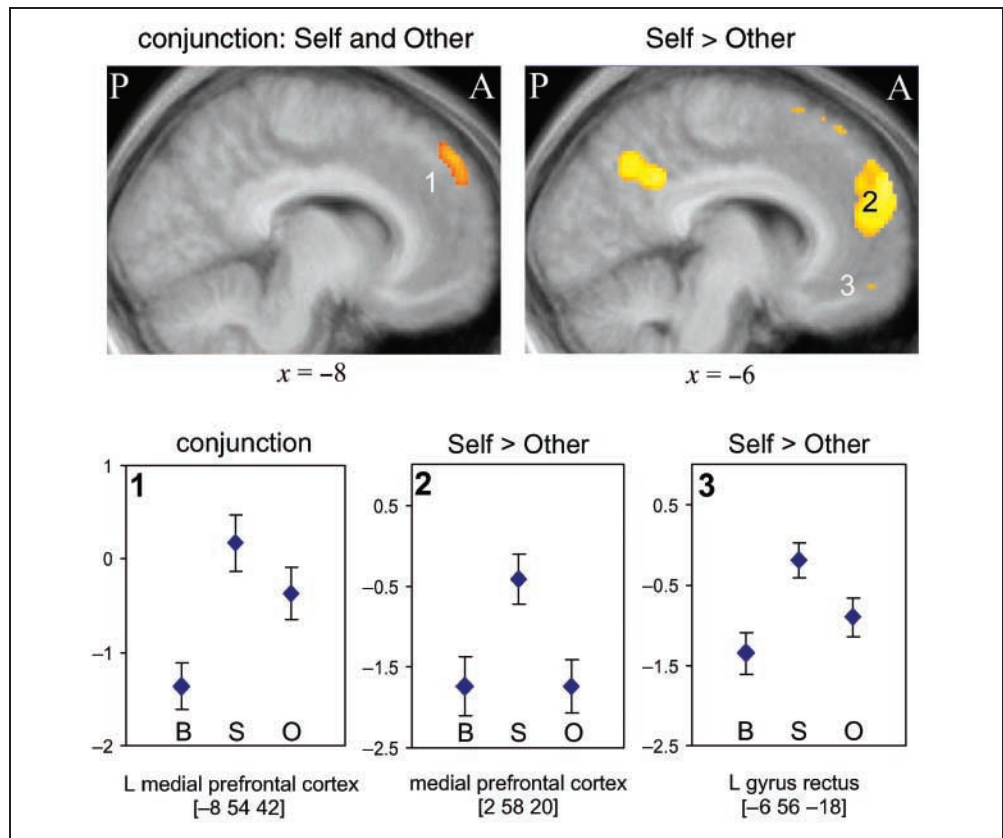 conjunction: Self and Other
Self > Other
P A
1
x = –8
P A
2
3
x = –6
conjunction
1
1
0
–1
–2
B S O
L medial prefrontal cortex
[–8 54 42]
Self > Other
2
0.5
–0.5
–1.5
–2.5
B S O
medial prefrontal cortex
[2 58 20]
Self > Other
3
0.5
–0.5
–1.5
–2.5
B S O
L gyrus rectus
[–6 56 –18]